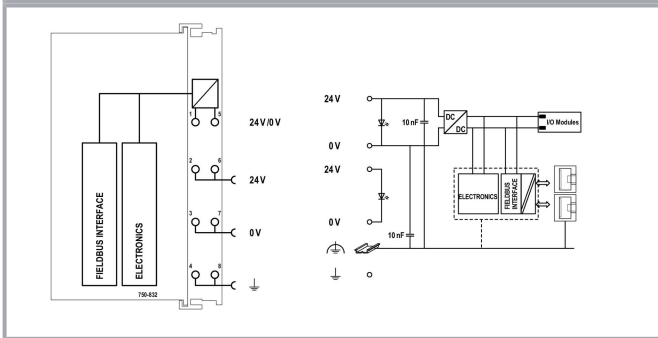 FIELDBUS INTERFACE
ELECTRONICS
750-832
1 5
24 V /0 V
2 6
24 V
3 7
0 V
4 8
24 V
0 V
24 V
0 V
10 nF
10 nF
DC
DC
I/O Modules
ELECTRONICS
FIELDBUS
INTERFACE